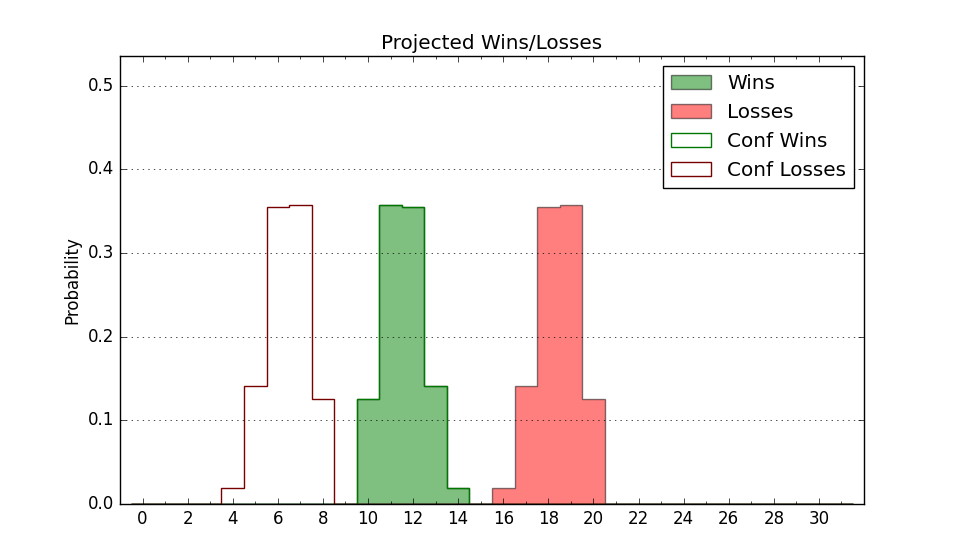 Projected Wins/Losses
Wins
Losses
Conf Wins
Conf Losses
Probability
0.5
0.4
0.3
0.2
0.1
0.0
0 2 4 6 8 10 12 14 16 18 20 22 24 26 28 30